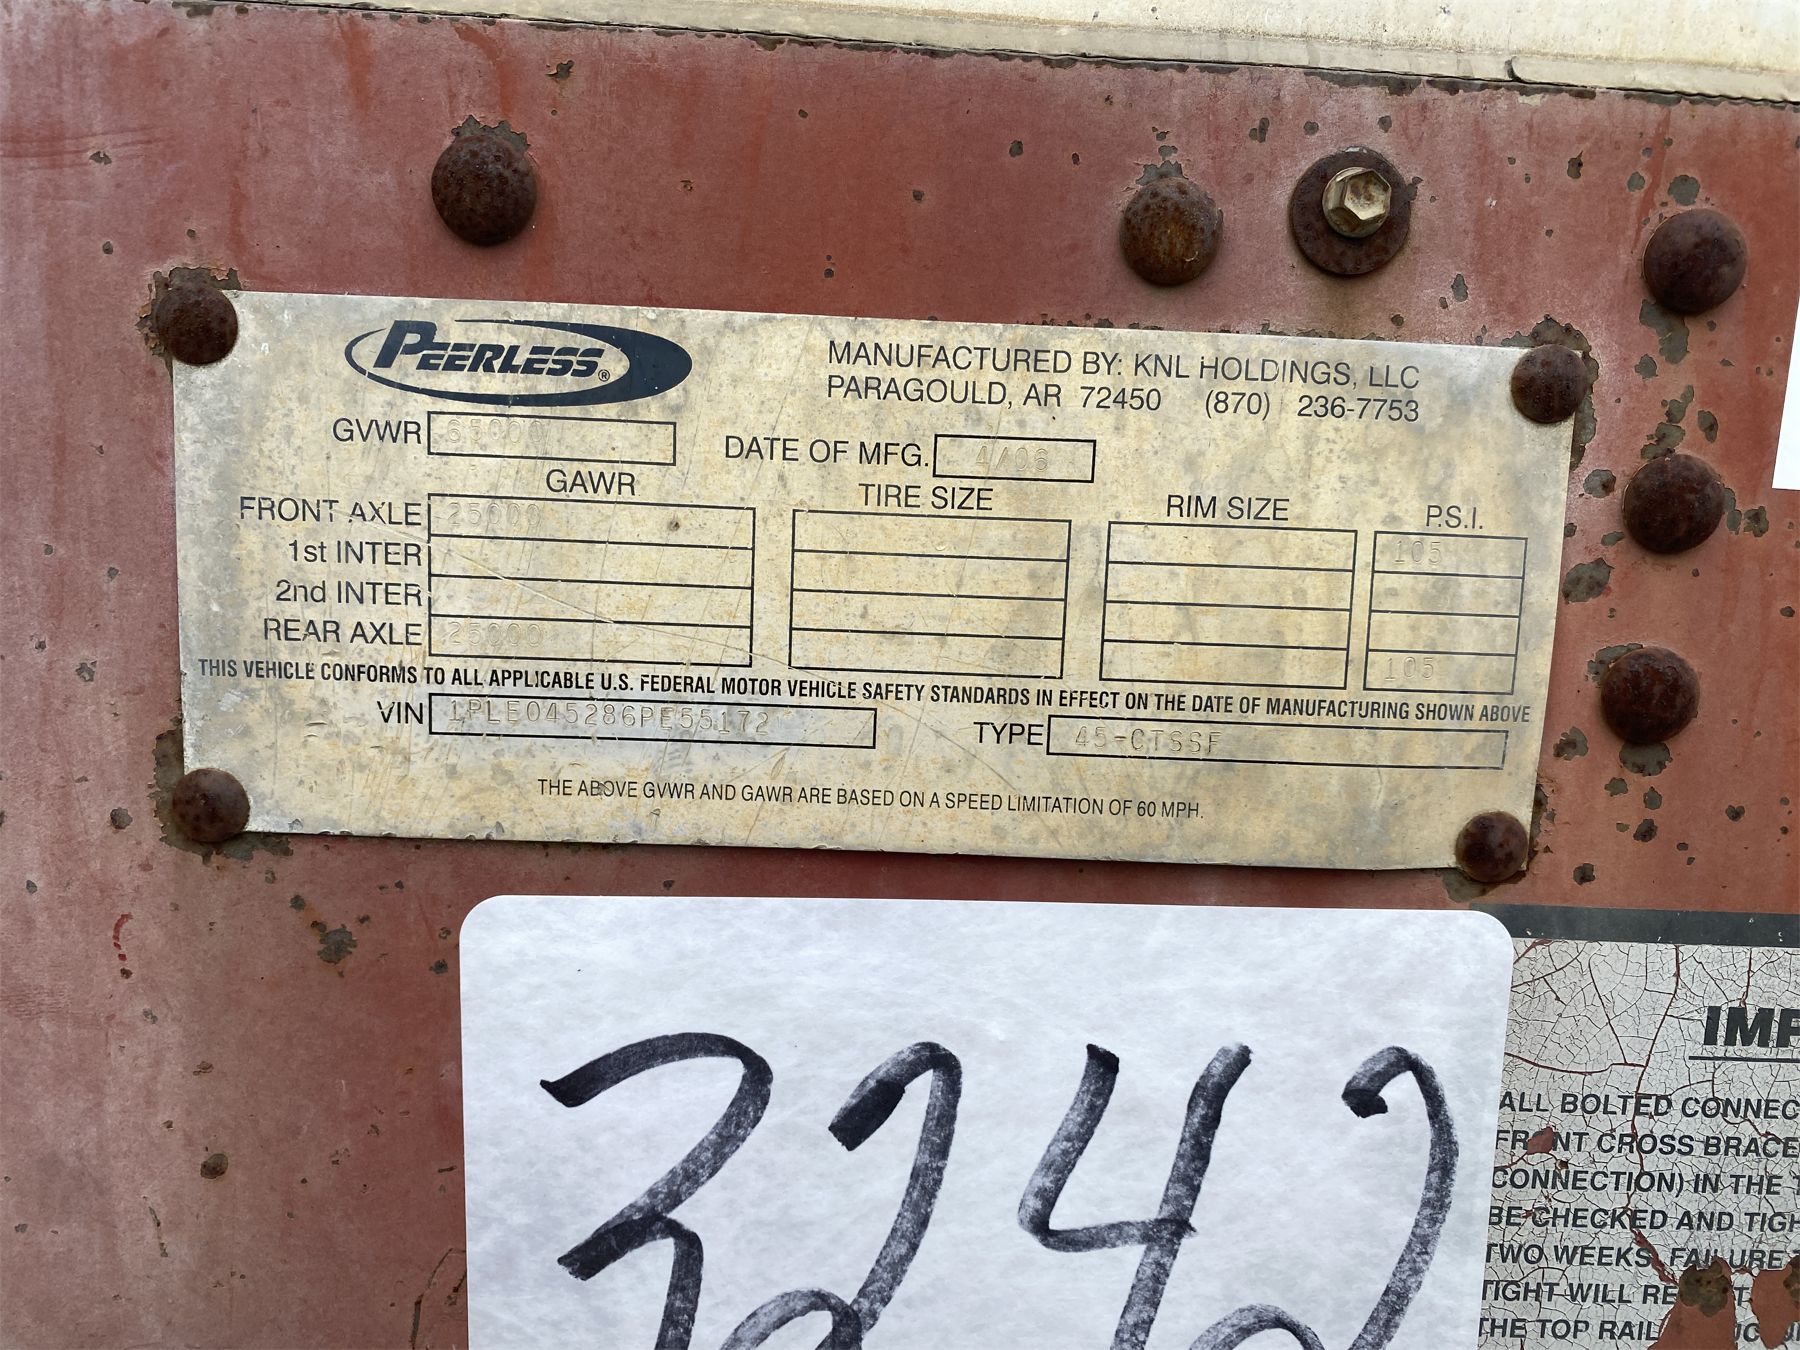 PEERLESS®
MANUFACTURED BY: KNL HOLDINGS, LLC
PARAGOULD, AR 72450 (870) 236-7753
GVWR 65000
DATE OF MFG. 4/06
GAWR TIRE SIZE RIM SIZE P.S.I.
FRONT AXLE 25000 105
1st INTER
2nd INTER
REAR AXLE 25000 105
THIS VEHICLE CONFORMS TO ALL APPLICABLE U.S. FEDERAL MOTOR VEHICLE SAFETY STANDARDS IN EFFECT ON THE DATE OF MANUFACTURING SHOWN ABOVE
VIN 1PLE045286PE55172 TYPE 45-CTSSF
THE ABOVE GVWR AND GAWR ARE BASED ON A SPEED LIMITATION OF 60 MPH.
3242
IMP
ALL BOLTED CONNEC
FRONT CROSS BRACE
CONNECTION) IN THE T
BE CHECKED AND TIGH
TWO WEEKS. FAILURE T
TIGHT WILL RE
THE TOP RAIL